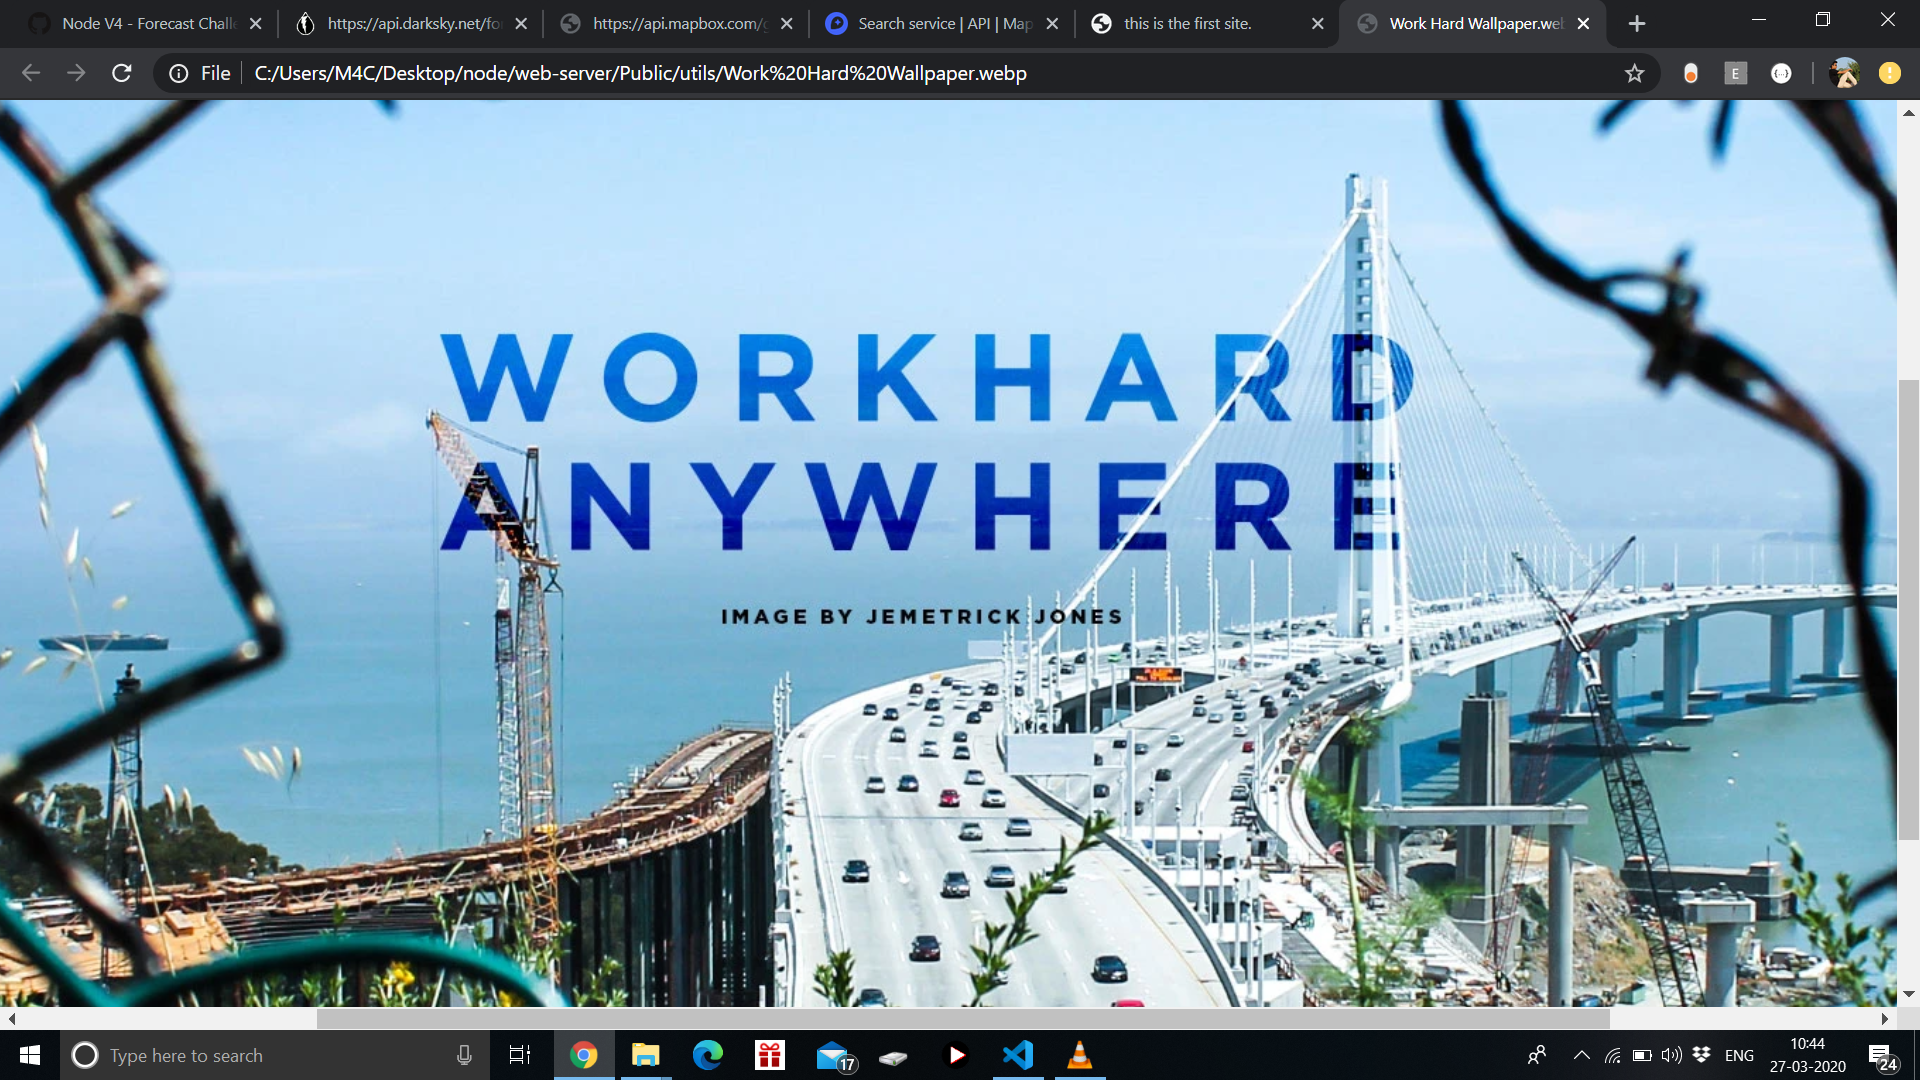 Node V4 - Forecast Challe
https://api.darksky.net/fo
https://api.mapbox.com/g
Search service | API | Map
this is the first site.
Work Hard Wallpaper.web
File
C:/Users/M4C/Desktop/node/web-server/Public/utils/Work%20Hard%20Wallpaper.webp
E
WORKHARD
ANYWHERE
IMAGE BY JEMETRICK JONES
Type here to search
17
ENG
10:44
27-03-2020
24